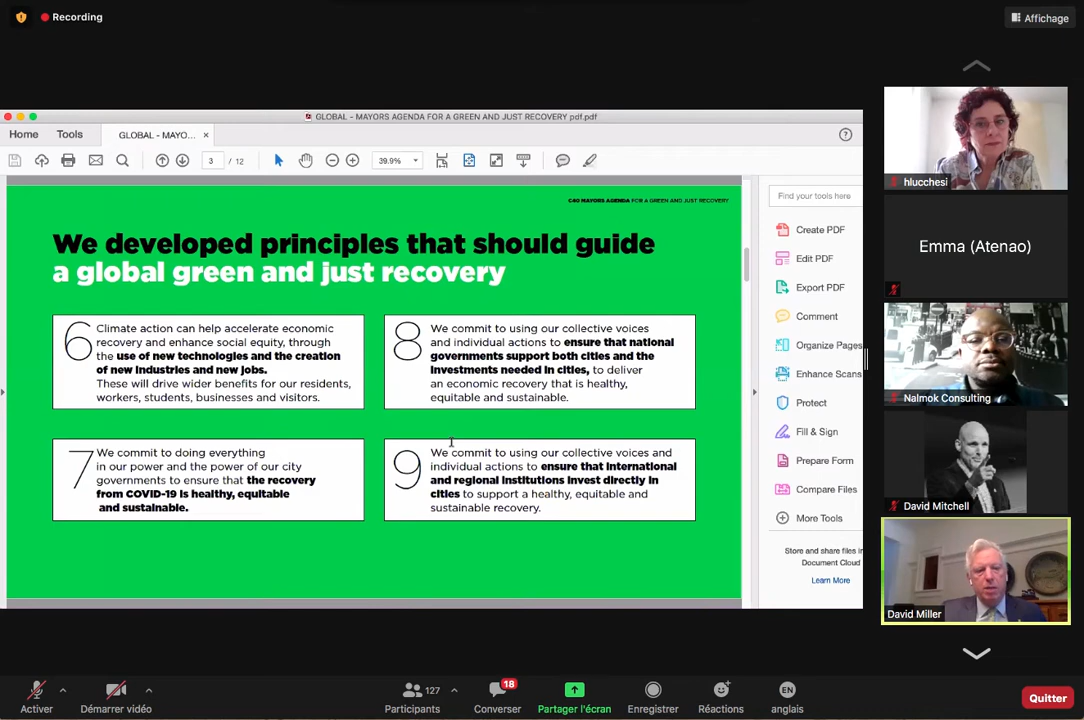 Recording
Affichage
GLOBAL - MAYORS AGENDA FOR A GREEN AND JUST RECOVERY pdf.pdf
Home
Tools
GLOBAL - MAYO... ×
3 / 12
39.9%
C40 MAYORS AGENDA FOR A GREEN AND JUST RECOVERY
We developed principles that should guide
a global green and just recovery
6
Climate action can help accelerate economic
recovery and enhance social equity, through
the use of new technologies and the creation
of new industries and new jobs.
These will drive wider benefits for our residents,
workers, students, businesses and visitors.
8
We commit to using our collective voices
and individual actions to ensure that national
governments support both cities and the
investments needed in cities, to deliver
an economic recovery that is healthy,
equitable and sustainable.
7
We commit to doing everything
in our power and the power of our city
governments to ensure that the recovery
from COVID-19 is healthy, equitable
and sustainable.
9
We commit to using our collective voices and
individual actions to ensure that international
and regional institutions invest directly in
cities to support a healthy, equitable and
sustainable recovery.
Find your tools here
Create PDF
Edit PDF
Export PDF
Comment
Organize Pages
Enhance Scans
Protect
Fill & Sign
Prepare Form
Compare Files
More Tools
Store and share files in
Document Cloud
Learn More
hlucchesi
Emma (Atenao)
Nalmok Consulting
David Mitchell
David Miller
Activer
Démarrer vidéo
127
Participants
18
Converser
Partager l'écran
Enregistrer
Réactions
EN
anglais
Quitter